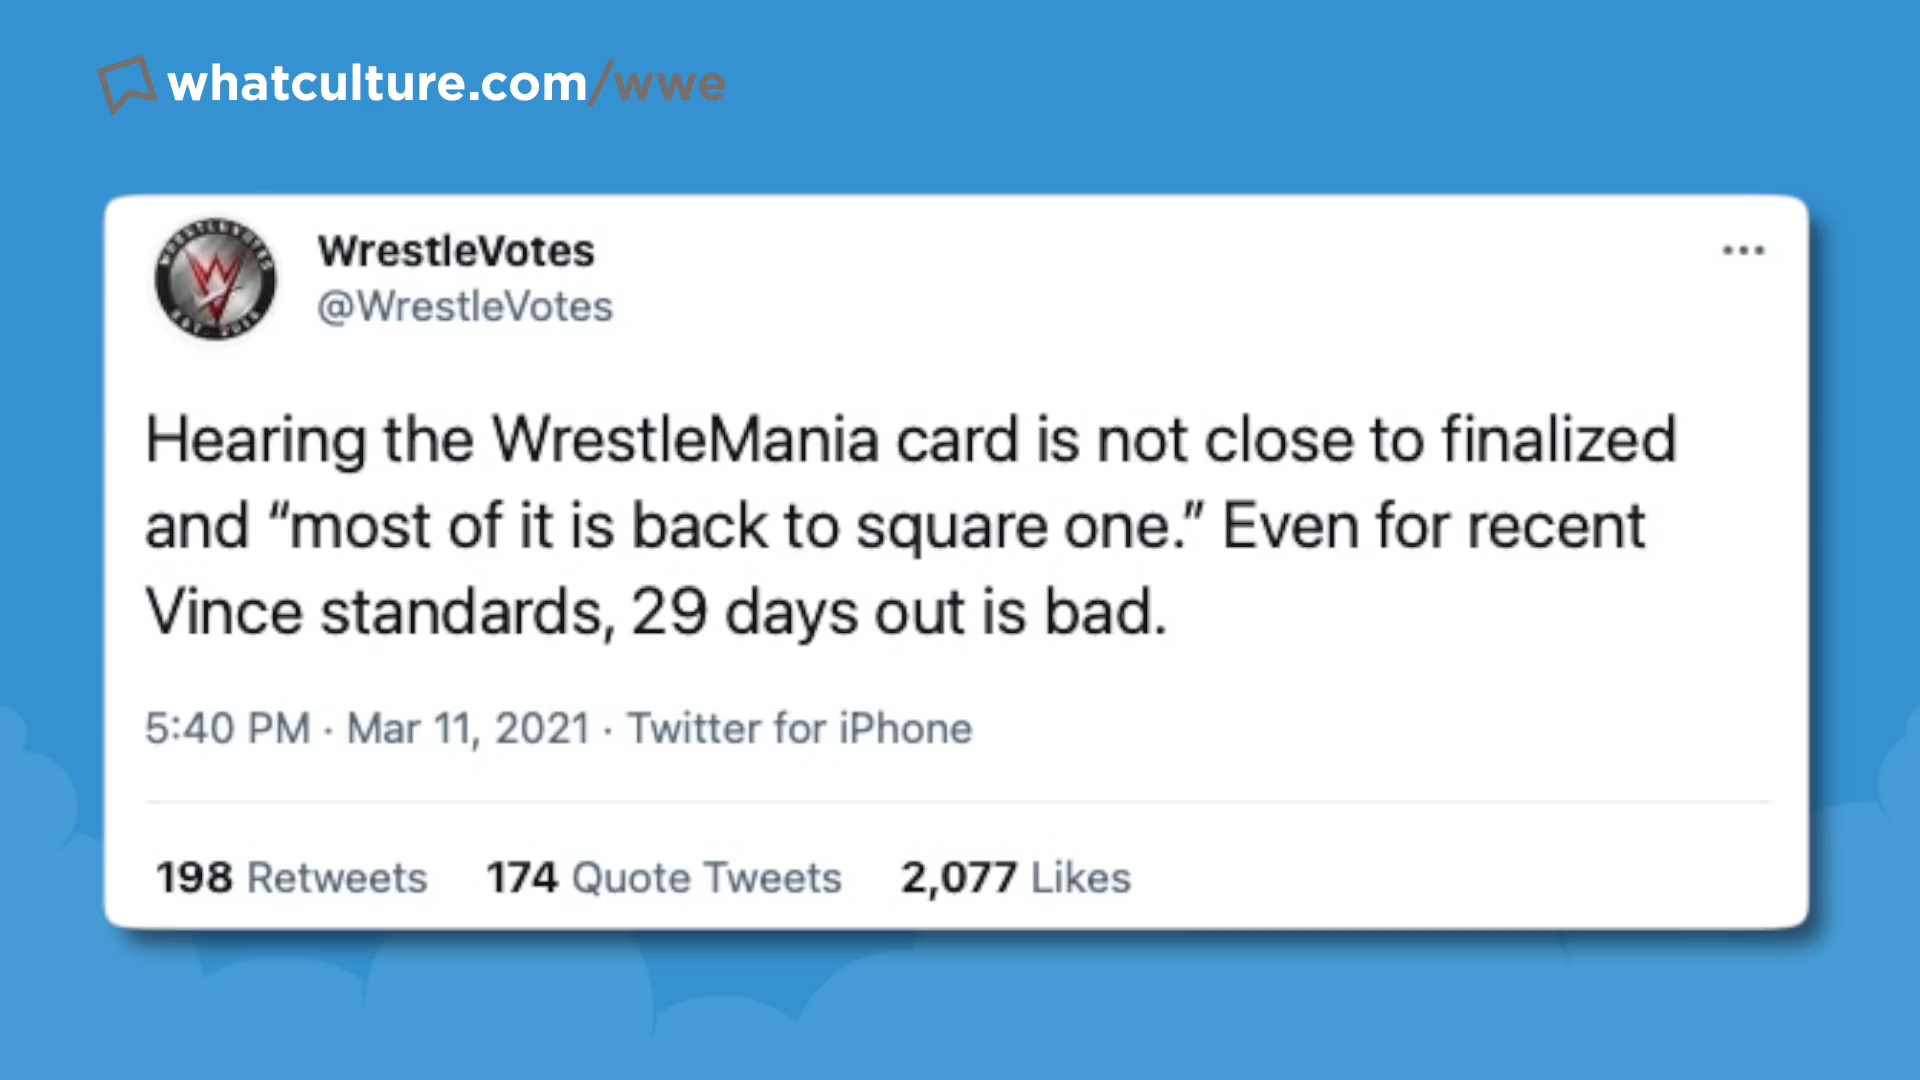 whatculture.com/wwe
WrestleVotes
@WrestleVotes
Hearing the WrestleMania card is not close to finalized
and “most of it is back to square one.” Even for recent
Vince standards, 29 days out is bad.
5:40 PM · Mar 11, 2021 · Twitter for iPhone
198 Retweets 174 Quote Tweets 2,077 Likes